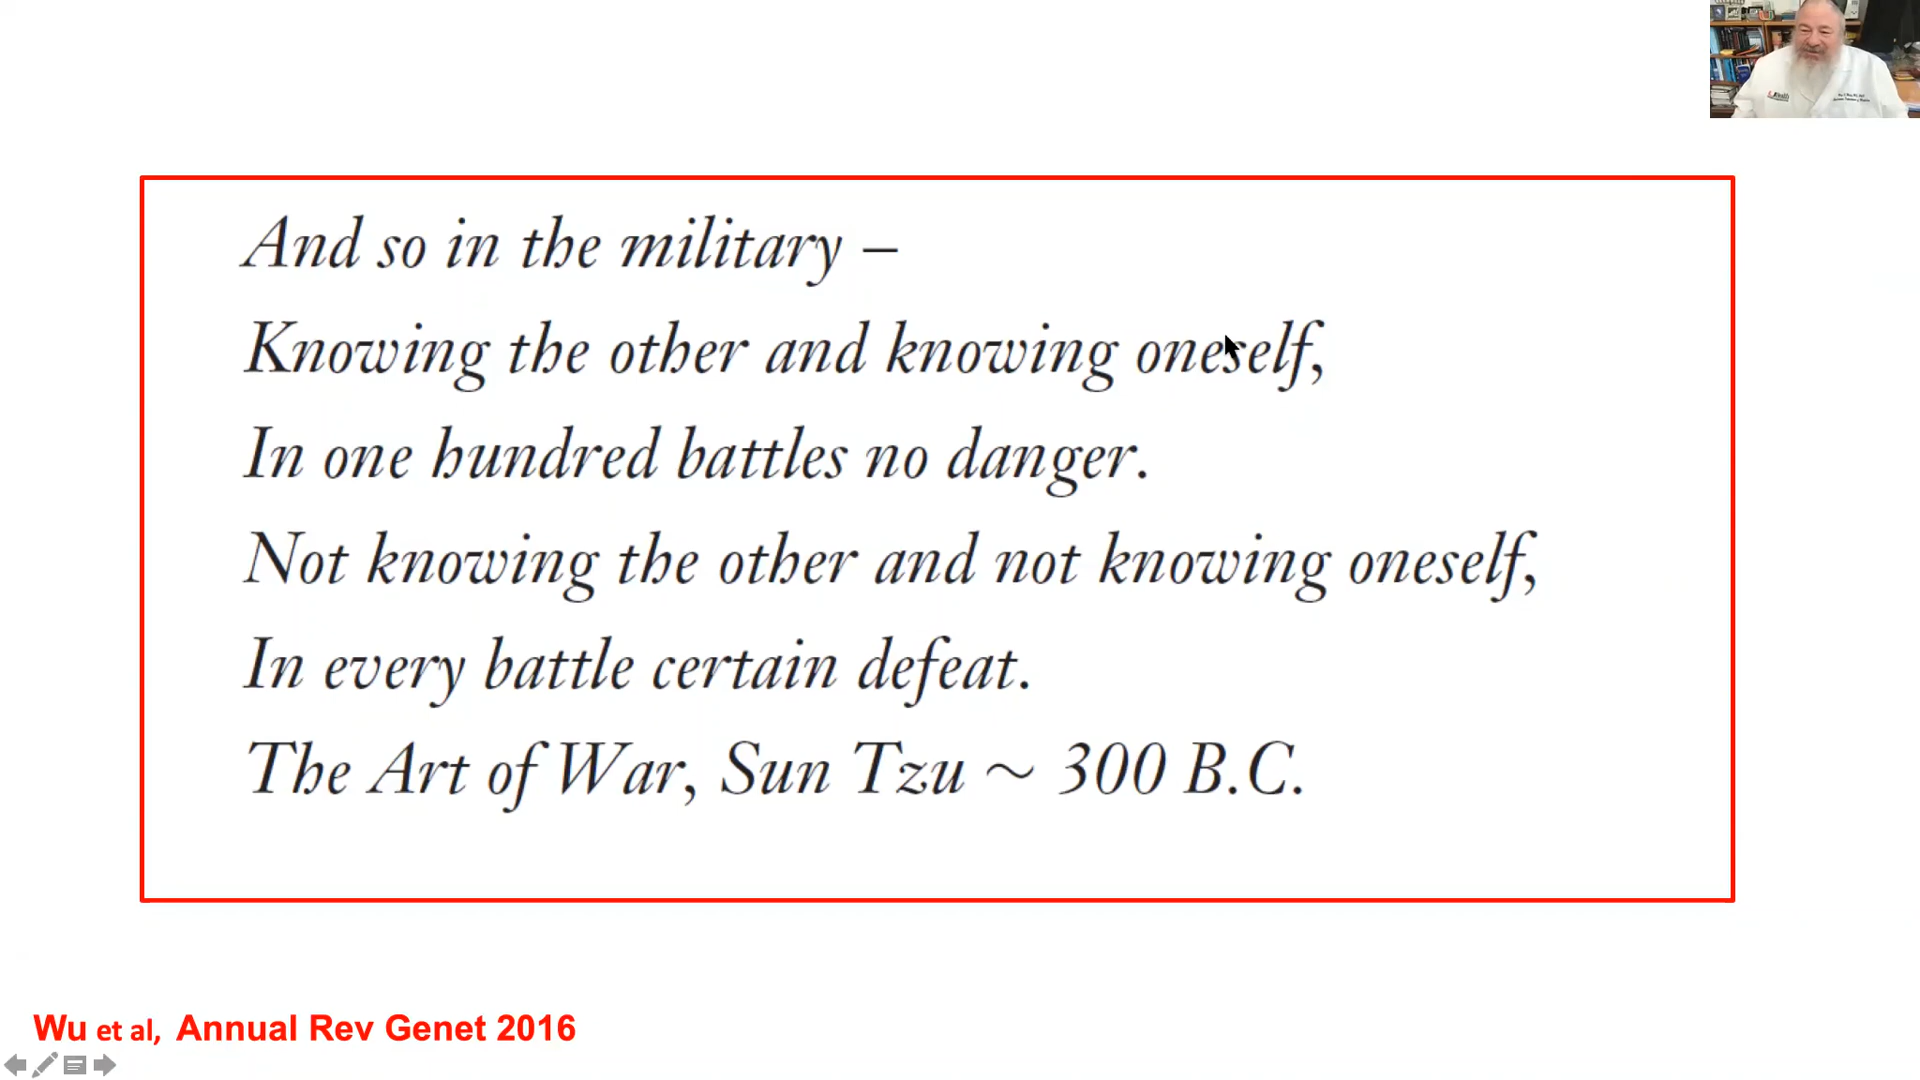 And so in the military –
Knowing the other and knowing oneself,
In one hundred battles no danger.
Not knowing the other and not knowing oneself,
In every battle certain defeat.
The Art of War, Sun Tzu ~ 300 B.C.
Wu et al, Annual Rev Genet 2016